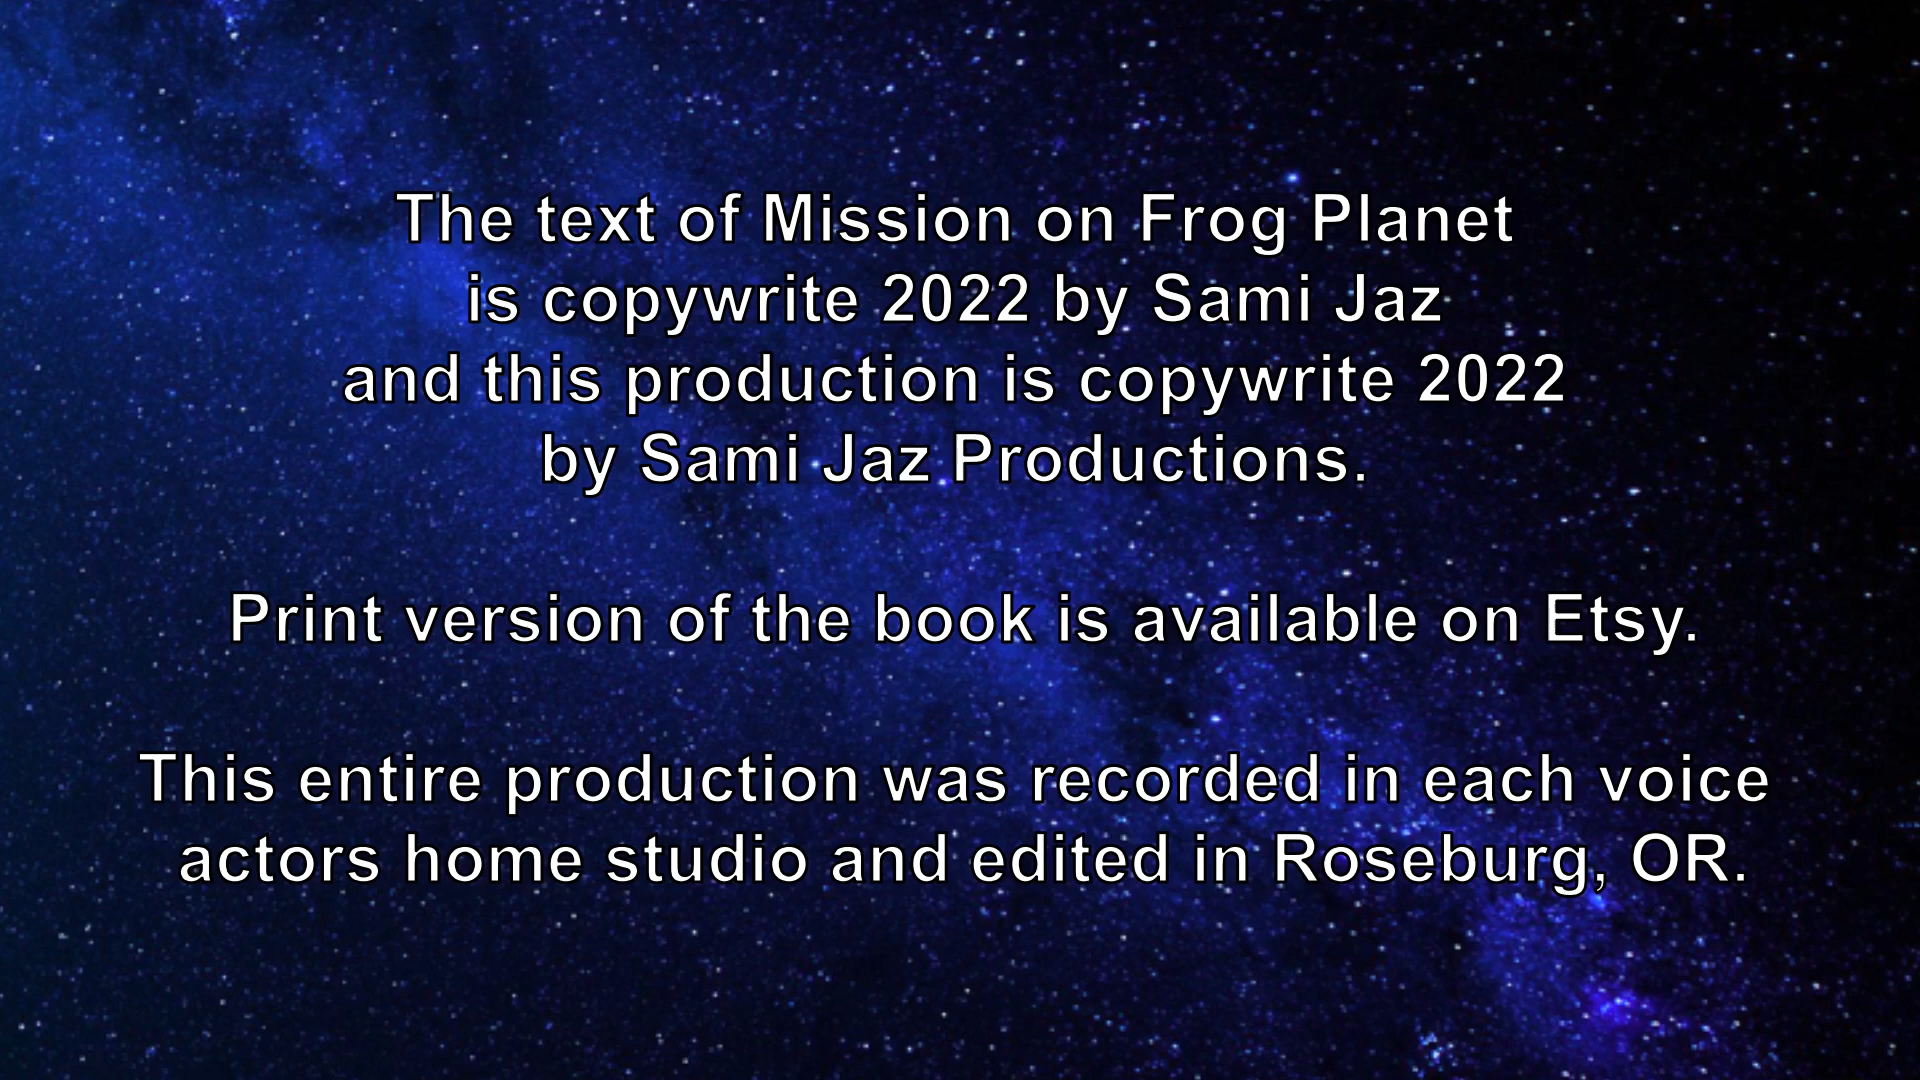 The text of Mission on Frog Planet
is copywrite 2022 by Sami Jaz
and this production is copywrite 2022
by Sami Jaz Productions.
Print version of the book is available on Etsy.
This entire production was recorded in each voice
actors home studio and edited in Roseburg, OR.